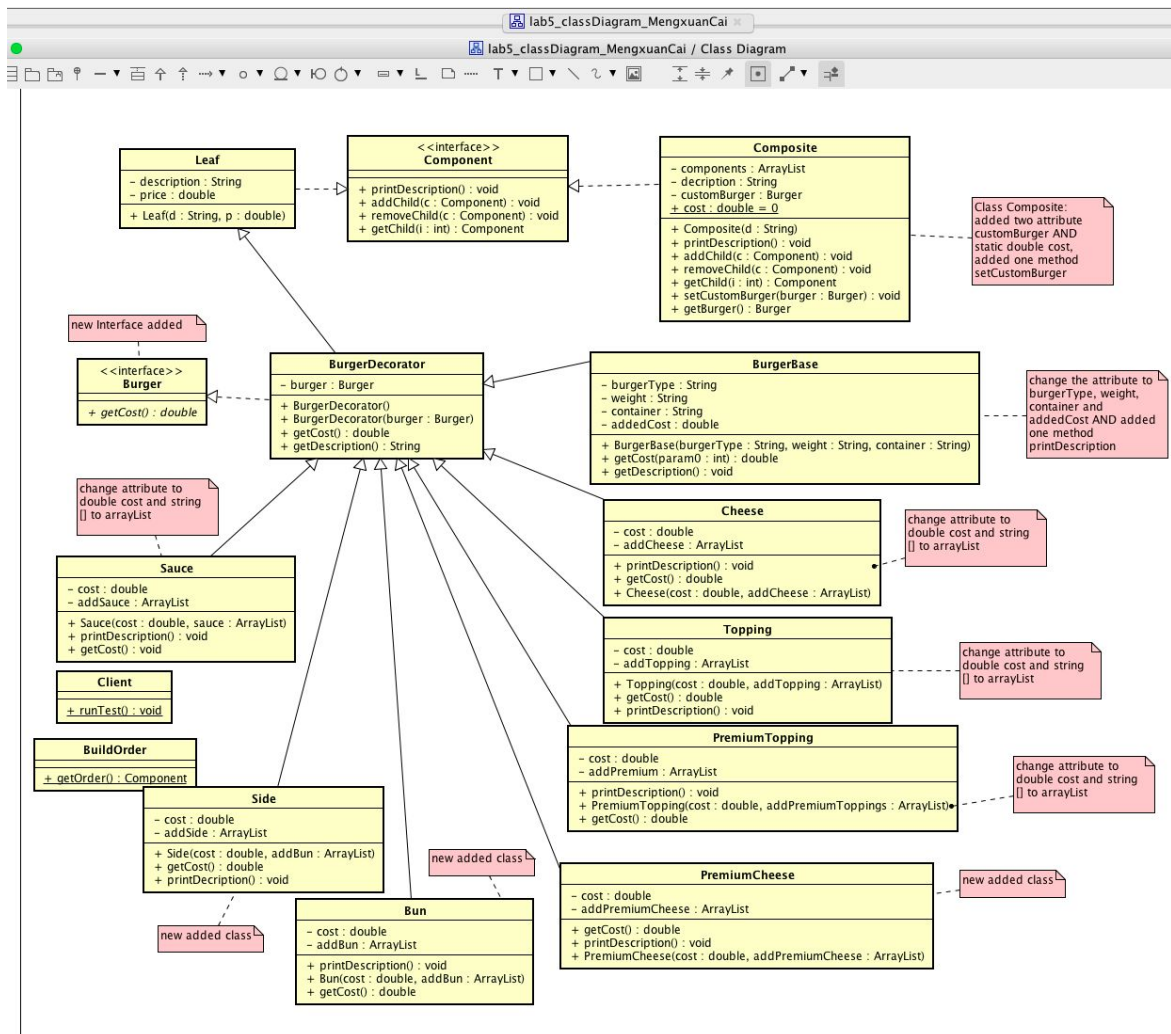 lab5_classDiagram_MengxuanCai
lab5_classDiagram_MengxuanCai / Class Diagram
T
Leaf
- description : String
- price : double
+ Leaf(d : String, p : double)
<<interface>>
Component
+ printDescription() : void
+ addChild(c : Component) : void
+ removeChild(c : Component) : void
+ getChild(i : int) : Component
Composite
- components : ArrayList
- decription : String
- customBurger : Burger
+ cost : double = 0
+ Composite(d : String)
+ printDescription() : void
+ addChild(c : Component) : void
+ removeChild(c : Component) : void
+ getChild(i : int) : Component
+ setCustomBurger(burger : Burger) : void
+ getBurger() : Burger
Class Composite:
added two attribute
customBurger AND
static double cost,
added one method
setCustomBurger
new Interface added
<<interface>>
Burger
+ getCost() : double
BurgerDecorator
- burger : Burger
+ BurgerDecorator()
+ BurgerDecorator(burger : Burger)
+ getCost() : double
+ getDescription() : String
BurgerBase
- burgerType : String
- weight : String
- container : String
- addedCost : double
+ BurgerBase(burgerType : String, weight : String, container : String)
+ getCost(param0 : int) : double
+ getDescription() : void
change the attribute to
burgerType, weight,
container and
addedCost AND added
one method
printDescription
change attribute to
double cost and string
[] to arrayList
Sauce
- cost : double
- addSauce : ArrayList
+ Sauce(cost : double, sauce : ArrayList)
+ printDescription() : void
+ getCost() : void
Cheese
- cost : double
- addCheese : ArrayList
+ printDescription() : void
+ getCost() : double
+ Cheese(cost : double, addCheese : ArrayList)
change attribute to
double cost and string
[] to arrayList
Topping
- cost : double
- addTopping : ArrayList
+ Topping(cost : double, addTopping : ArrayList)
+ getCost() : double
+ printDescription() : void
change attribute to
double cost and string
[] to arrayList
Client
+ runTest() : void
BuildOrder
+ getOrder() : Component
PremiumTopping
- cost : double
- addPremium : ArrayList
+ printDescription() : void
+ PremiumTopping(cost : double, addPremiumToppings : ArrayList)
+ getCost() : double
change attribute to
double cost and string
[] to arrayList
Side
- cost : double
- addSide : ArrayList
+ Side(cost : double, addBun : ArrayList)
+ getCost() : double
+ printDecription() : void
new added class
Bun
- cost : double
- addBun : ArrayList
+ printDescription() : void
+ Bun(cost : double, addBun : ArrayList)
+ getCost() : double
new added class
PremiumCheese
- cost : double
- addPremiumCheese : ArrayList
+ getCost() : double
+ printDescription() : void
+ PremiumCheese(cost : double, addPremiumCheese : ArrayList)
new added class